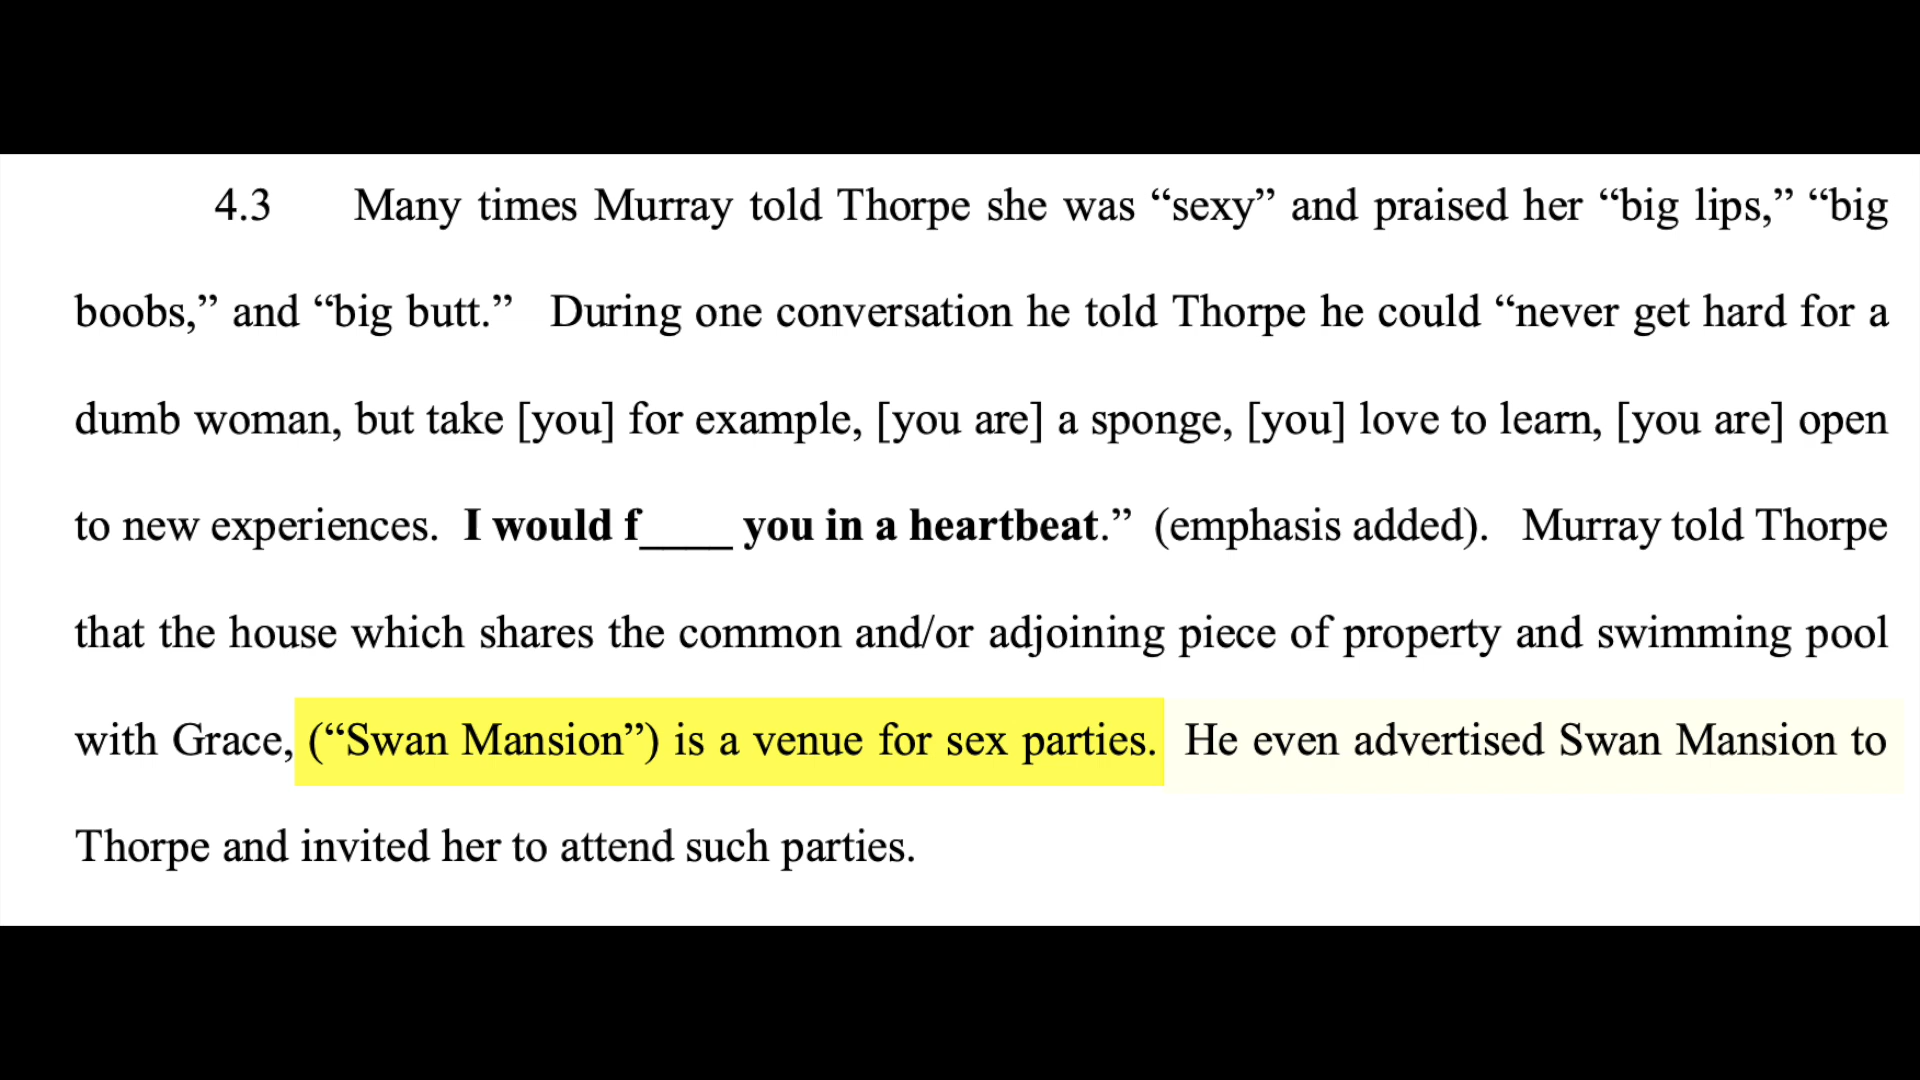 4.3 Many times Murray told Thorpe she was “sexy” and praised her “big lips,” “big
boobs,” and “big butt.” During one conversation he told Thorpe he could “never get hard for a
dumb woman, but take [you] for example, [you are] a sponge, [you] love to learn, [you are] open
to new experiences. I would f____ you in a heartbeat.” (emphasis added). Murray told Thorpe
that the house which shares the common and/or adjoining piece of property and swimming pool
with Grace, (“Swan Mansion”) is a venue for sex parties. He even advertised Swan Mansion to
Thorpe and invited her to attend such parties.